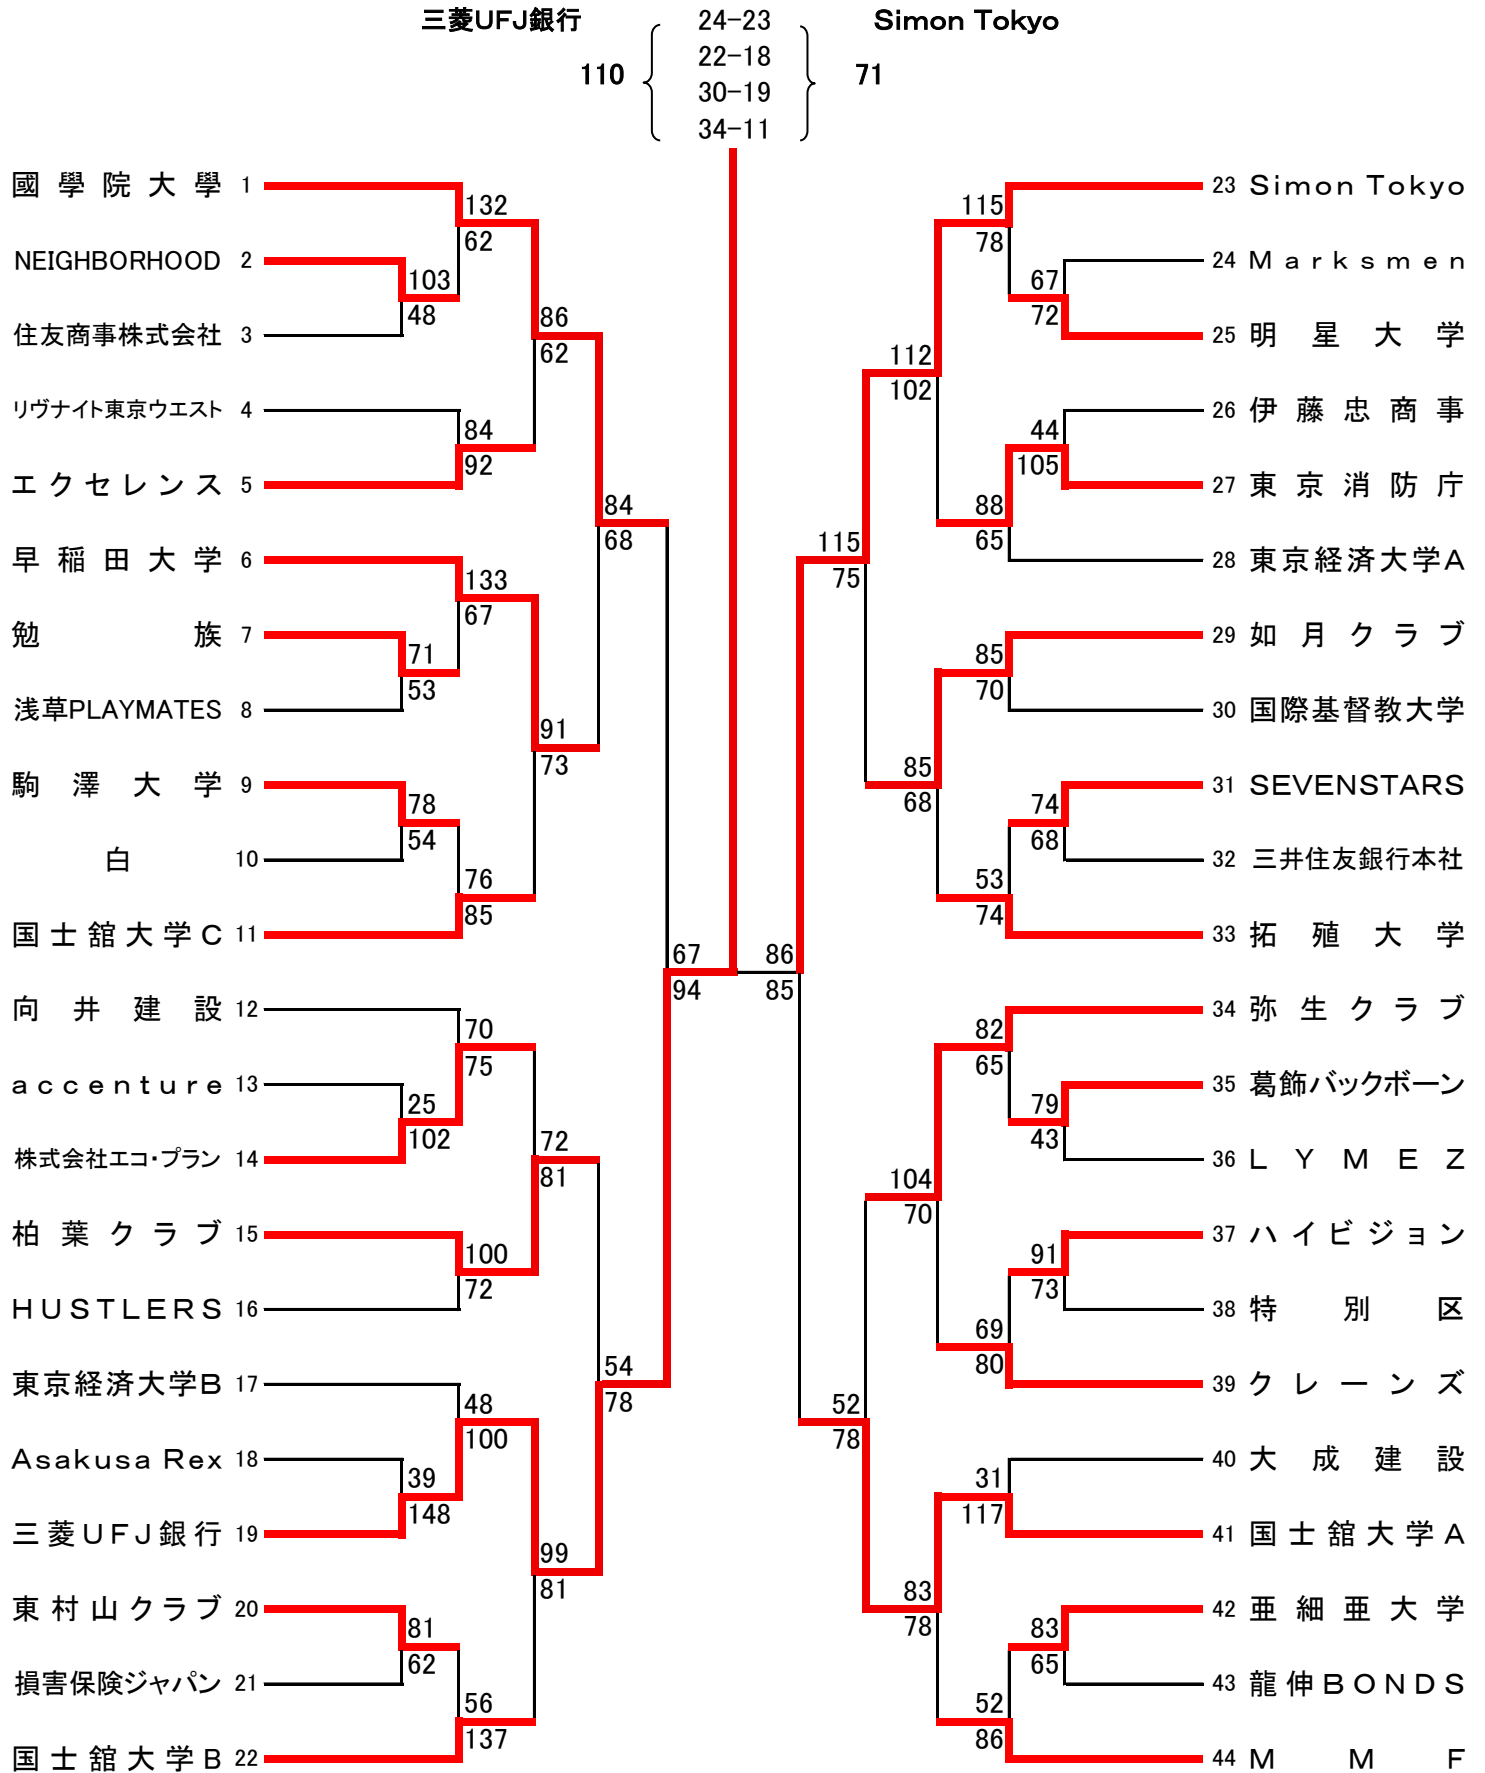 三菱UFJ銀行 24-23 Simon Tokyo
22-18
110 71
30-19
34-11
國學院大學 1
132
62
NEIGHBORHOOD 2
103
48
住友商事株式会社 3
86
62
リヴナイト東京ウエスト 4
84
92
エクセレンス 5
84
68
早稲田大学 6
133
67
勉族 7
71
53
浅草PLAYMATES 8
91
73
駒澤大学 9
78
54
白 10
76
85
国士舘大学C 11
67
94
向井建設 12
70
75
accenture 13
25
102
株式会社エコ・プラン 14
72
81
柏葉クラブ 15
100
72
HUSTLERS 16
54
78
東京経済大学B 17
48
100
Asakusa Rex 18
39
148
三菱UFJ銀行 19
99
81
東村山クラブ 20
81
62
損害保険ジャパン 21
56
137
国士舘大学B 22
23 Simon Tokyo
115
78
24 Marksmen
67
72
25 明星大学
112
102
26 伊藤忠商事
44
105
27 東京消防庁
88
65
28 東京経済大学A
115
75
29 如月クラブ
85
70
30 国際基督教大学
85
68
31 SEVENSTARS
74
68
32 三井住友銀行本社
53
74
33 拓殖大学
86
85
34 弥生クラブ
82
65
35 葛飾バックボーン
79
43
36 LYMEZ
104
70
37 ハイビジョン
91
73
38 特別区
69
80
39 クレーンズ
52
78
40 大成建設
31
117
41 国士舘大学A
83
78
42 亜細亜大学
83
65
43 龍伸BONDS
52
86
44 MMF